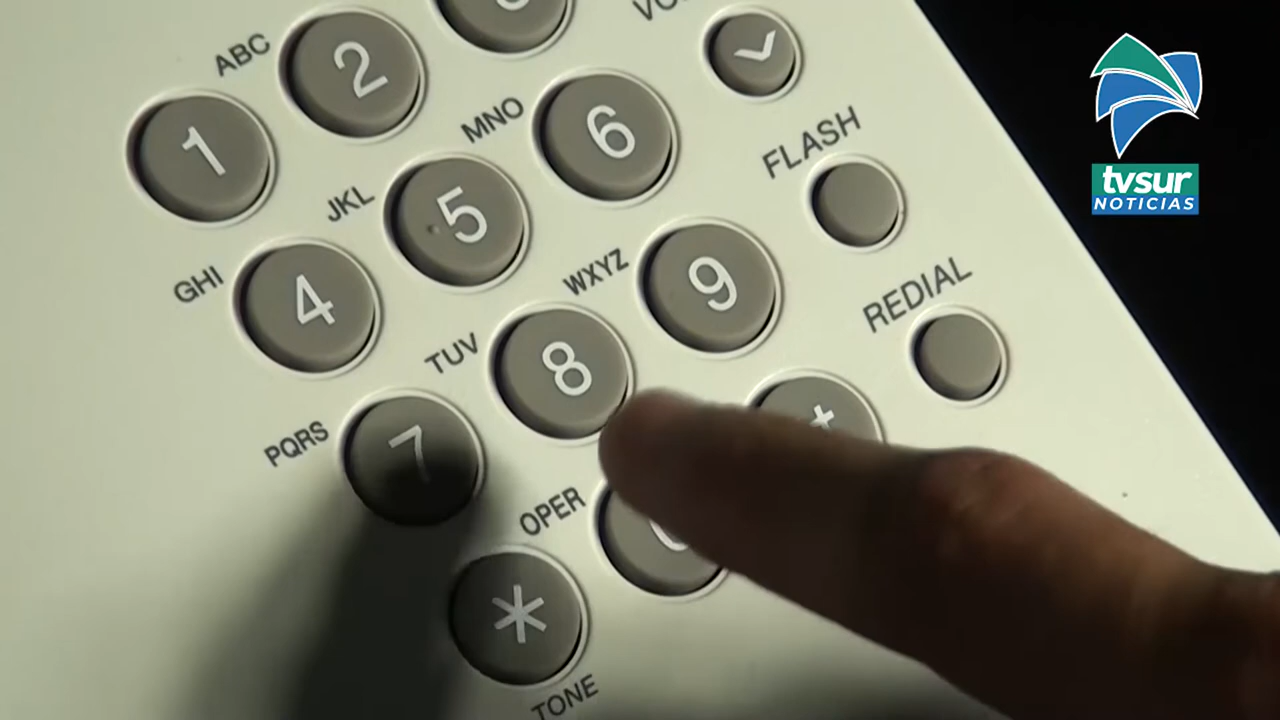 ABC
2
1
MNO
6
FLASH
JKL
5
GHI
4
WXYZ
9
REDIAL
TUV
8
PQRS
7
OPER
*
TONE
tvsur
NOTICIAS